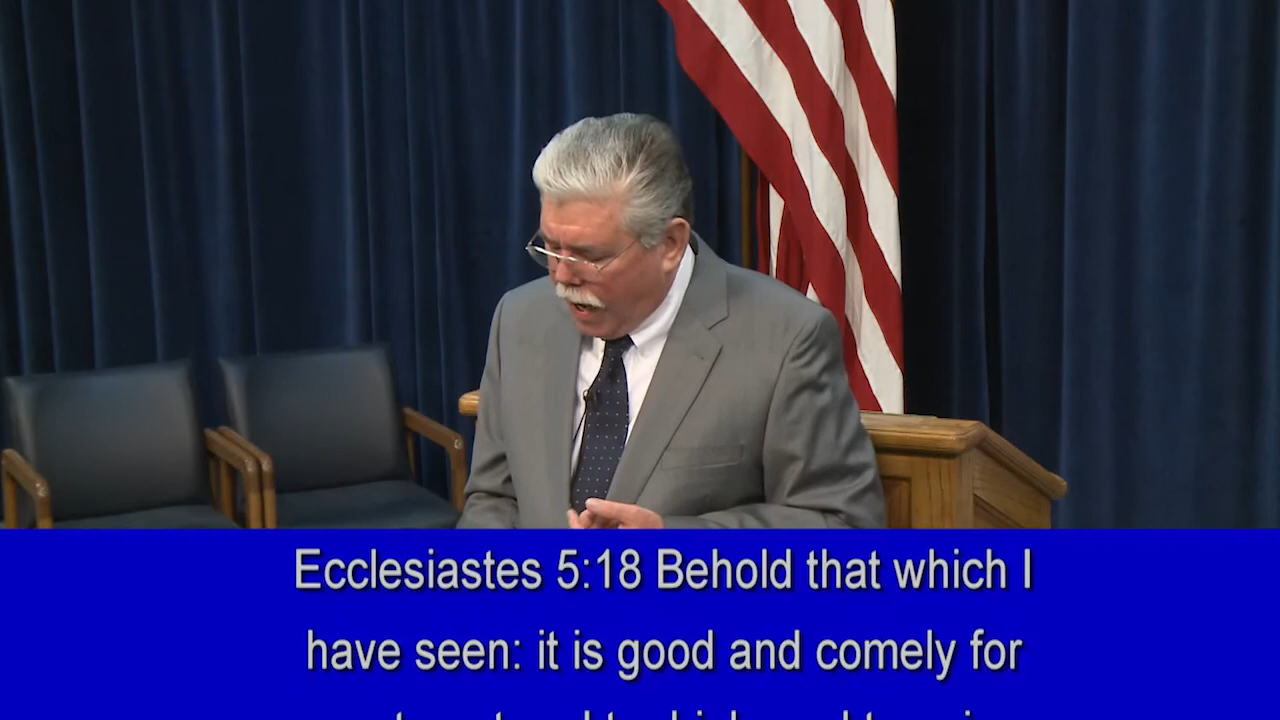 Ecclesiastes 5:18 Behold that which I
have seen: it is good and comely for